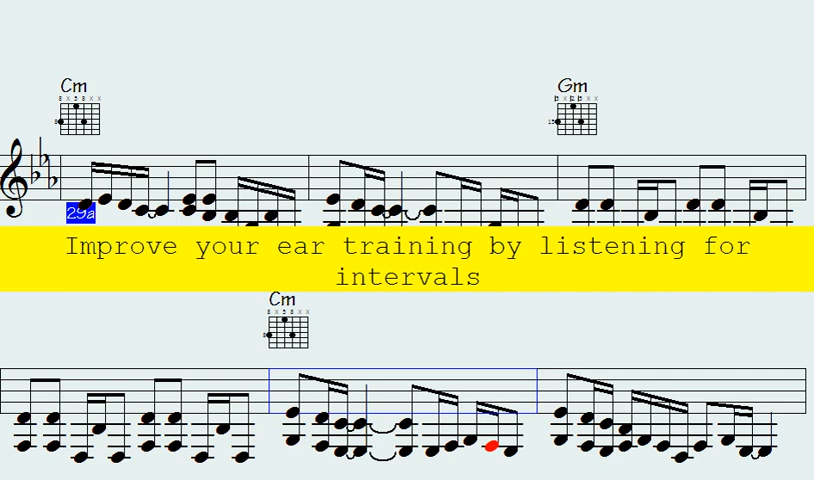 Cm
Gm
29a
Improve your ear training by listening for
intervals
Cm